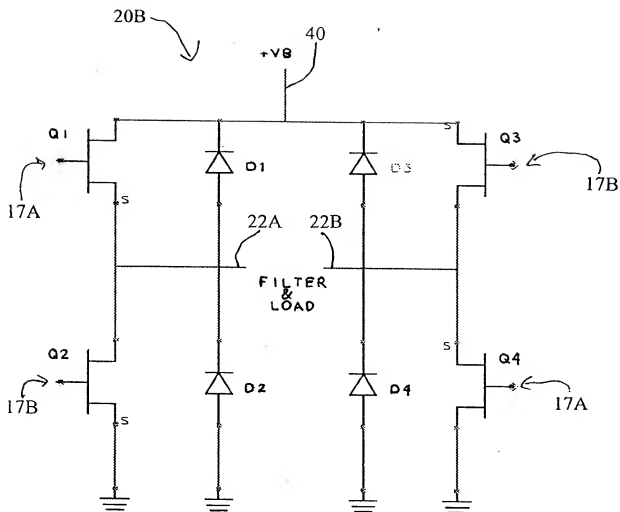 20B
40
+VB
Q1
S
Q3
D1
D3
17A
17B
S
22A
22B
FILTER
&
LOAD
Q2
S
Q4
D2
D4
17B
17A
S